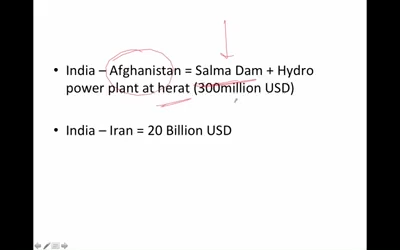 • India – Afghanistan = Salma Dam + Hydro
power plant at herat (300million USD)
• India – Iran = 20 Billion USD